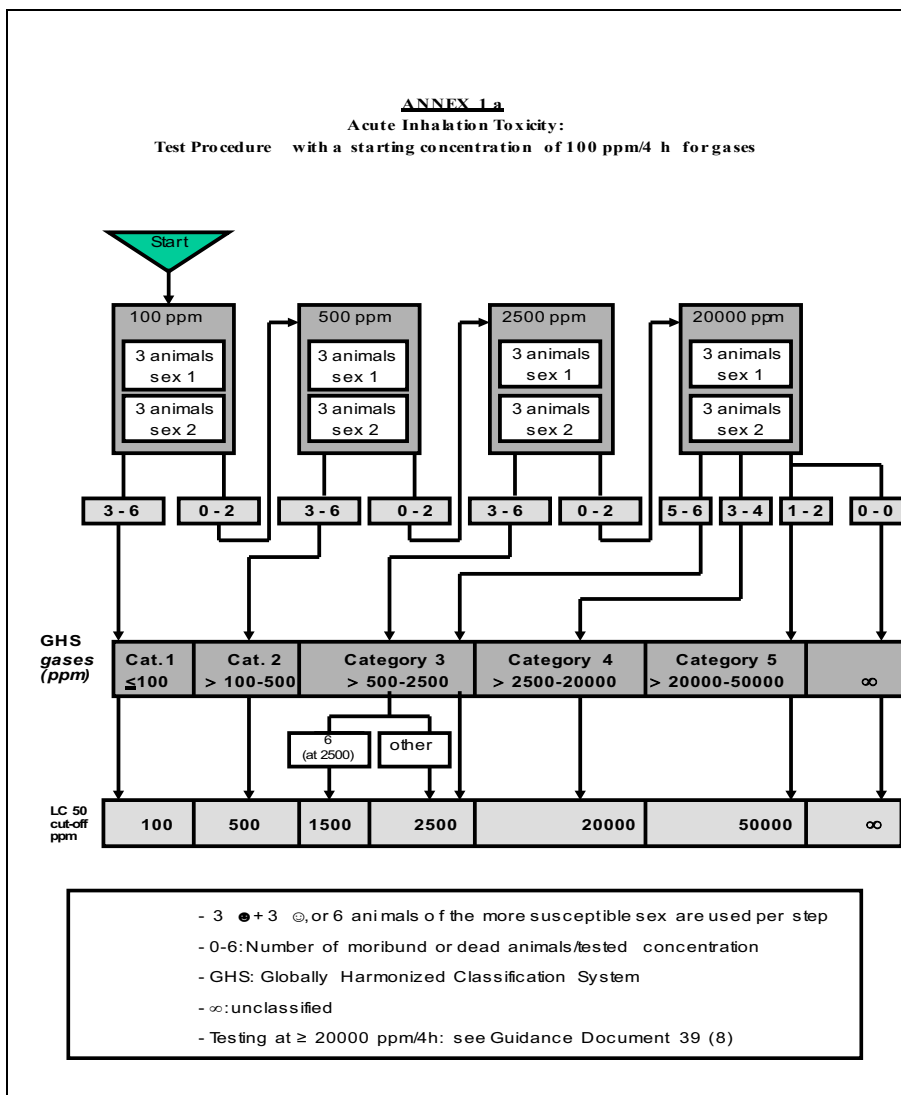 ANNEX 1 a
Acute Inhalation Toxicity:
Test Procedure with a starting concentration of 100 ppm/4 h for gases
Start
100 ppm
3 animals
sex 1
3 animals
sex 2
500 ppm
3 animals
sex 1
3 animals
sex 2
2500 ppm
3 animals
sex 1
3 animals
sex 2
20000 ppm
3 animals
sex 1
3 animals
sex 2
3 - 6
0 - 2
3 - 6
0 - 2
3 - 6
0 - 2
5 - 6
3 - 4
1 - 2
0 - 0
GHS
gases
(ppm)
Cat. 1
≤100
Cat. 2
> 100-500
Category 3
> 500-2500
Category 4
> 2500-20000
Category 5
> 20000-50000
∞
6
(at 2500)
other
LC 50
cut-off
ppm
100
500
1500
2500
20000
50000
∞
- 3 ☻+ 3 ☺, or 6 animals of the more susceptible sex are used per step
- 0-6: Number of moribund or dead animals/tested concentration
- GHS: Globally Harmonized Classification System
- ∞: unclassified
- Testing at ≥ 20000 ppm/4h: see Guidance Document 39 (8)